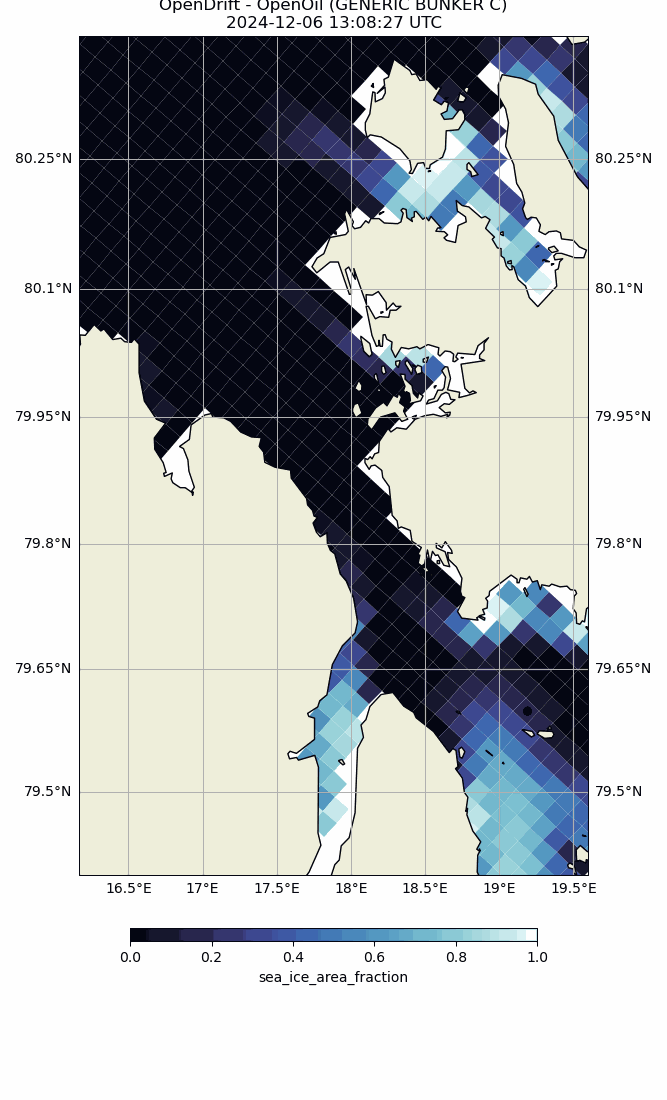 OpenDrift - OpenOil (GENERIC BUNKER C)
2024-12-06 13:08:27 UTC
80.25°N
80.25°N
80.1°N
80.1°N
79.95°N
79.95°N
79.8°N
79.8°N
79.65°N
79.65°N
79.5°N
79.5°N
16.5°E 17°E 17.5°E 18°E 18.5°E 19°E 19.5°E
0.0 0.2 0.4 0.6 0.8 1.0
sea_ice_area_fraction